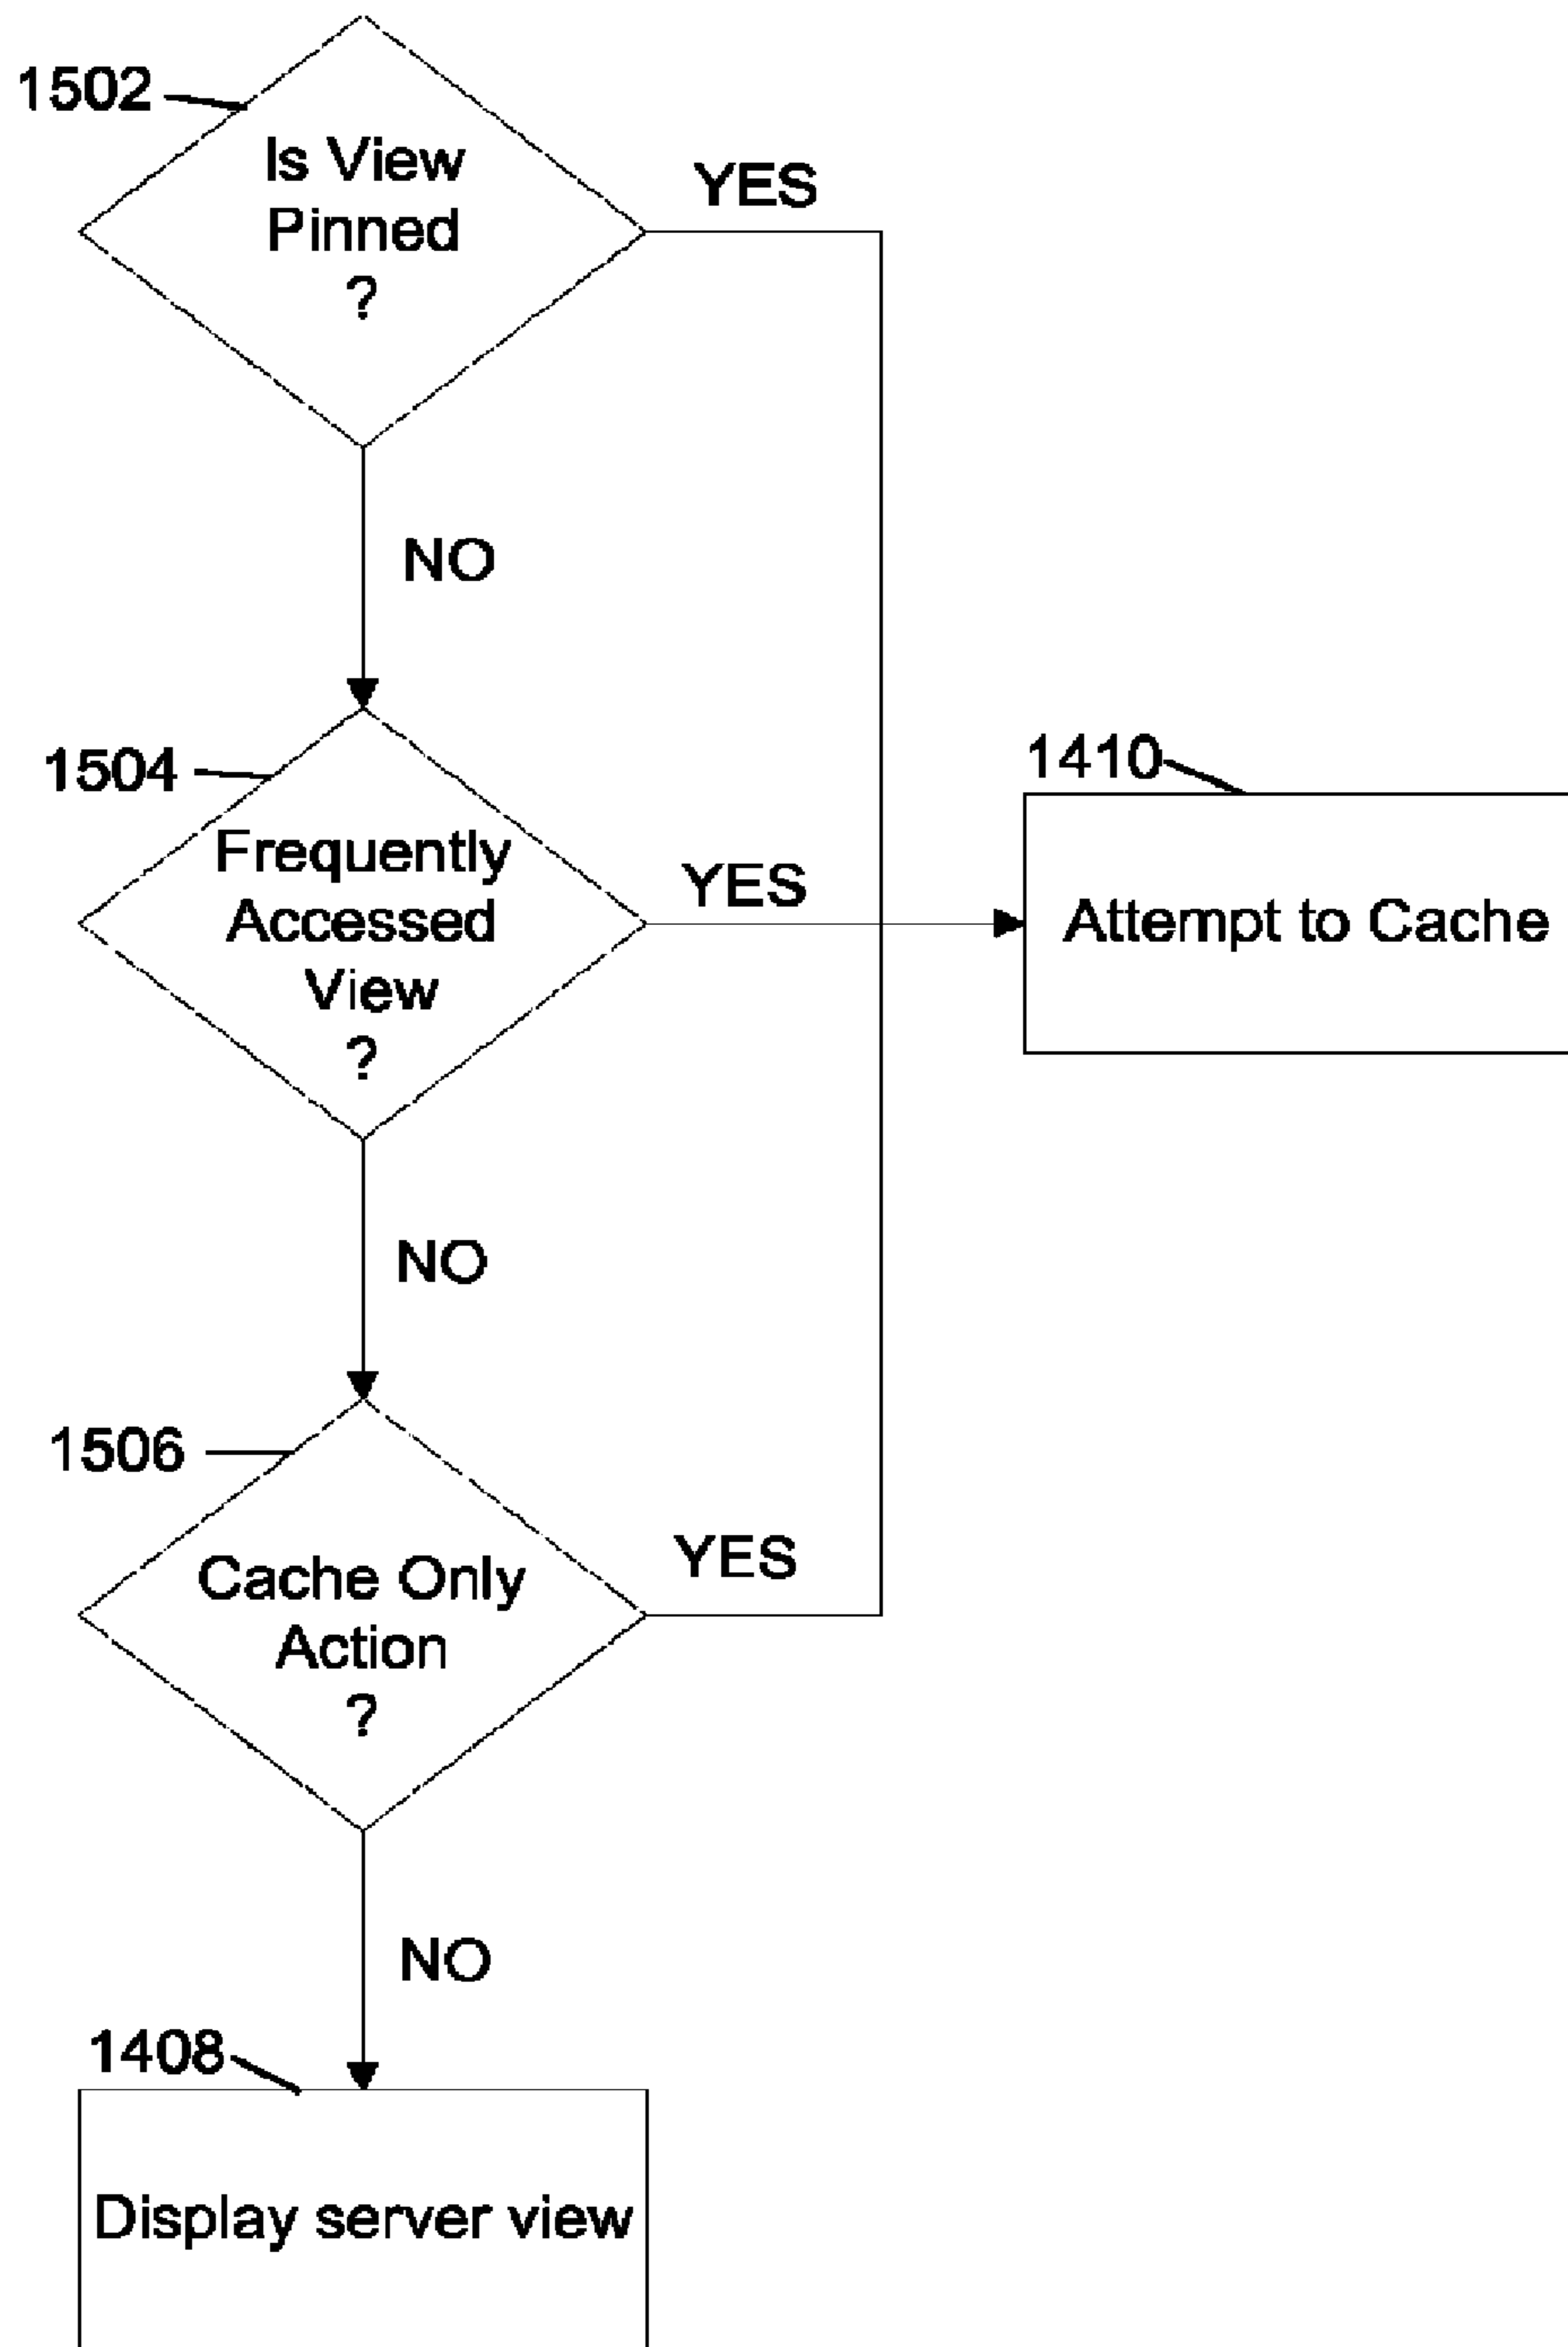 1502
Is View
Pinned
?
YES
NO
1504
Frequently
Accessed
View
?
YES
1410
Attempt to Cache
NO
1506
Cache Only
Action
?
YES
NO
1408
Display server view